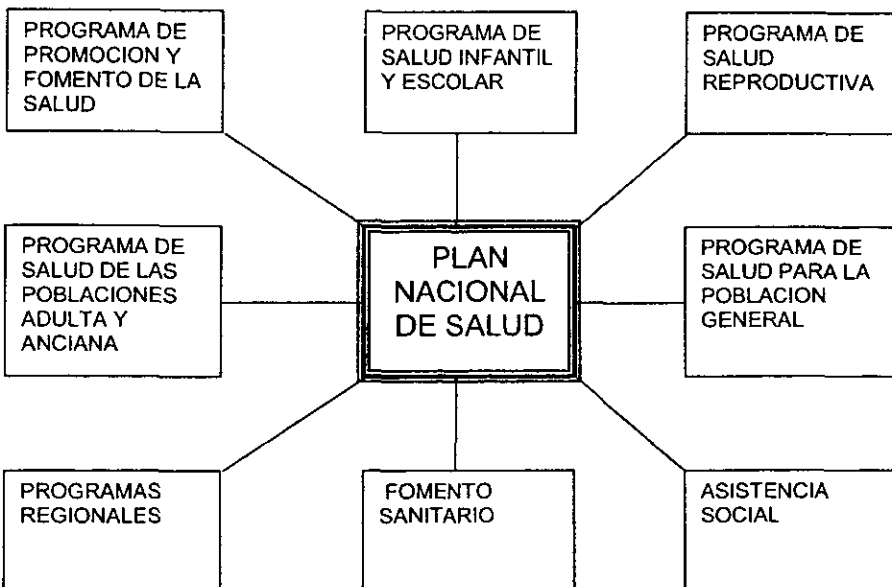 PROGRAMA DE
PROMOCION Y
FOMENTO DE LA
SALUD
PROGRAMA DE
SALUD INFANTIL
Y ESCOLAR
PROGRAMA DE
SALUD
REPRODUCTIVA
PROGRAMA DE
SALUD DE LAS
POBLACIONES
ADULTA Y
ANCIANA
PLAN
NACIONAL
DE SALUD
PROGRAMA DE
SALUD PARA LA
POBLACION
GENERAL
PROGRAMAS
REGIONALES
FOMENTO
SANITARIO
ASISTENCIA
SOCIAL